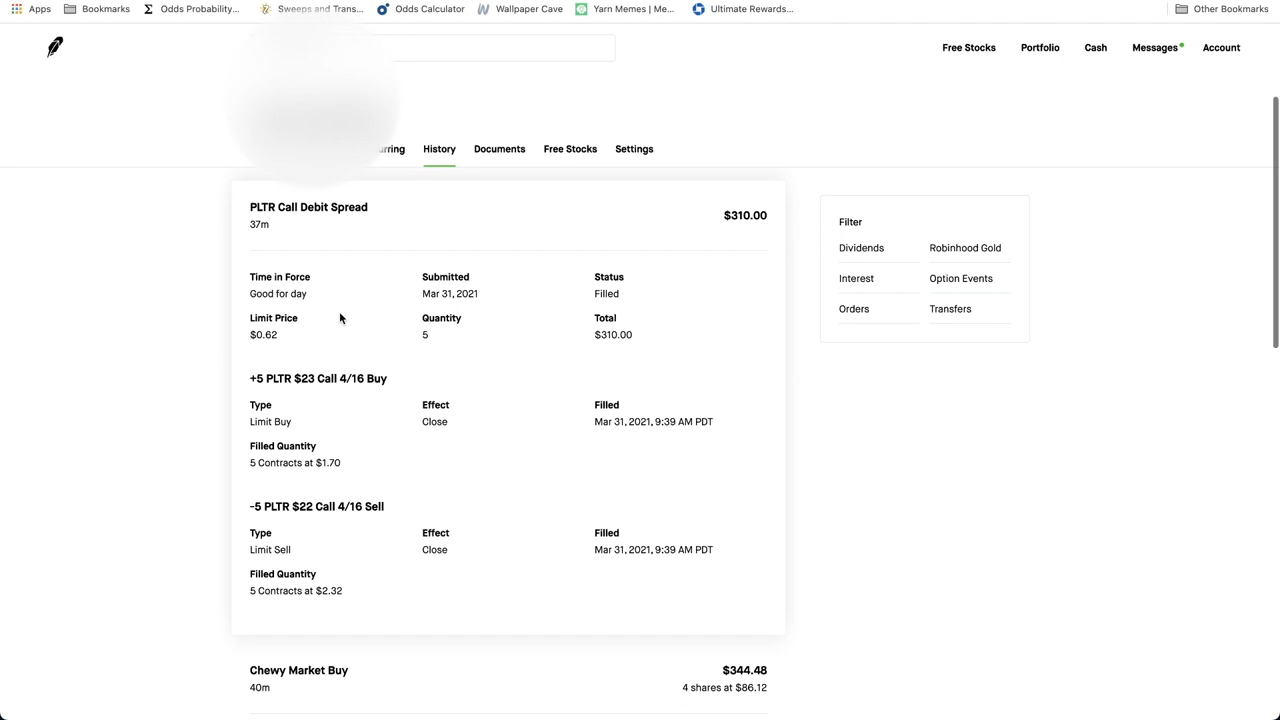 Apps Bookmarks Odds Probability... Sweeps and Trans... Odds Calculator Wallpaper Cave Yarn Memes | Me... Ultimate Rewards... Other Bookmarks
Free Stocks Portfolio Cash Messages Account
urring History Documents Free Stocks Settings
PLTR Call Debit Spread
37m
$310.00
Time in Force Submitted Status
Good for day Mar 31, 2021 Filled
Limit Price Quantity Total
$0.62 5 $310.00
+5 PLTR $23 Call 4/16 Buy
Type Effect Filled
Limit Buy Close Mar 31, 2021, 9:39 AM PDT
Filled Quantity
5 Contracts at $1.70
-5 PLTR $22 Call 4/16 Sell
Type Effect Filled
Limit Sell Close Mar 31, 2021, 9:39 AM PDT
Filled Quantity
5 Contracts at $2.32
Chewy Market Buy $344.48
40m 4 shares at $86.12
Filter
Dividends Robinhood Gold
Interest Option Events
Orders Transfers